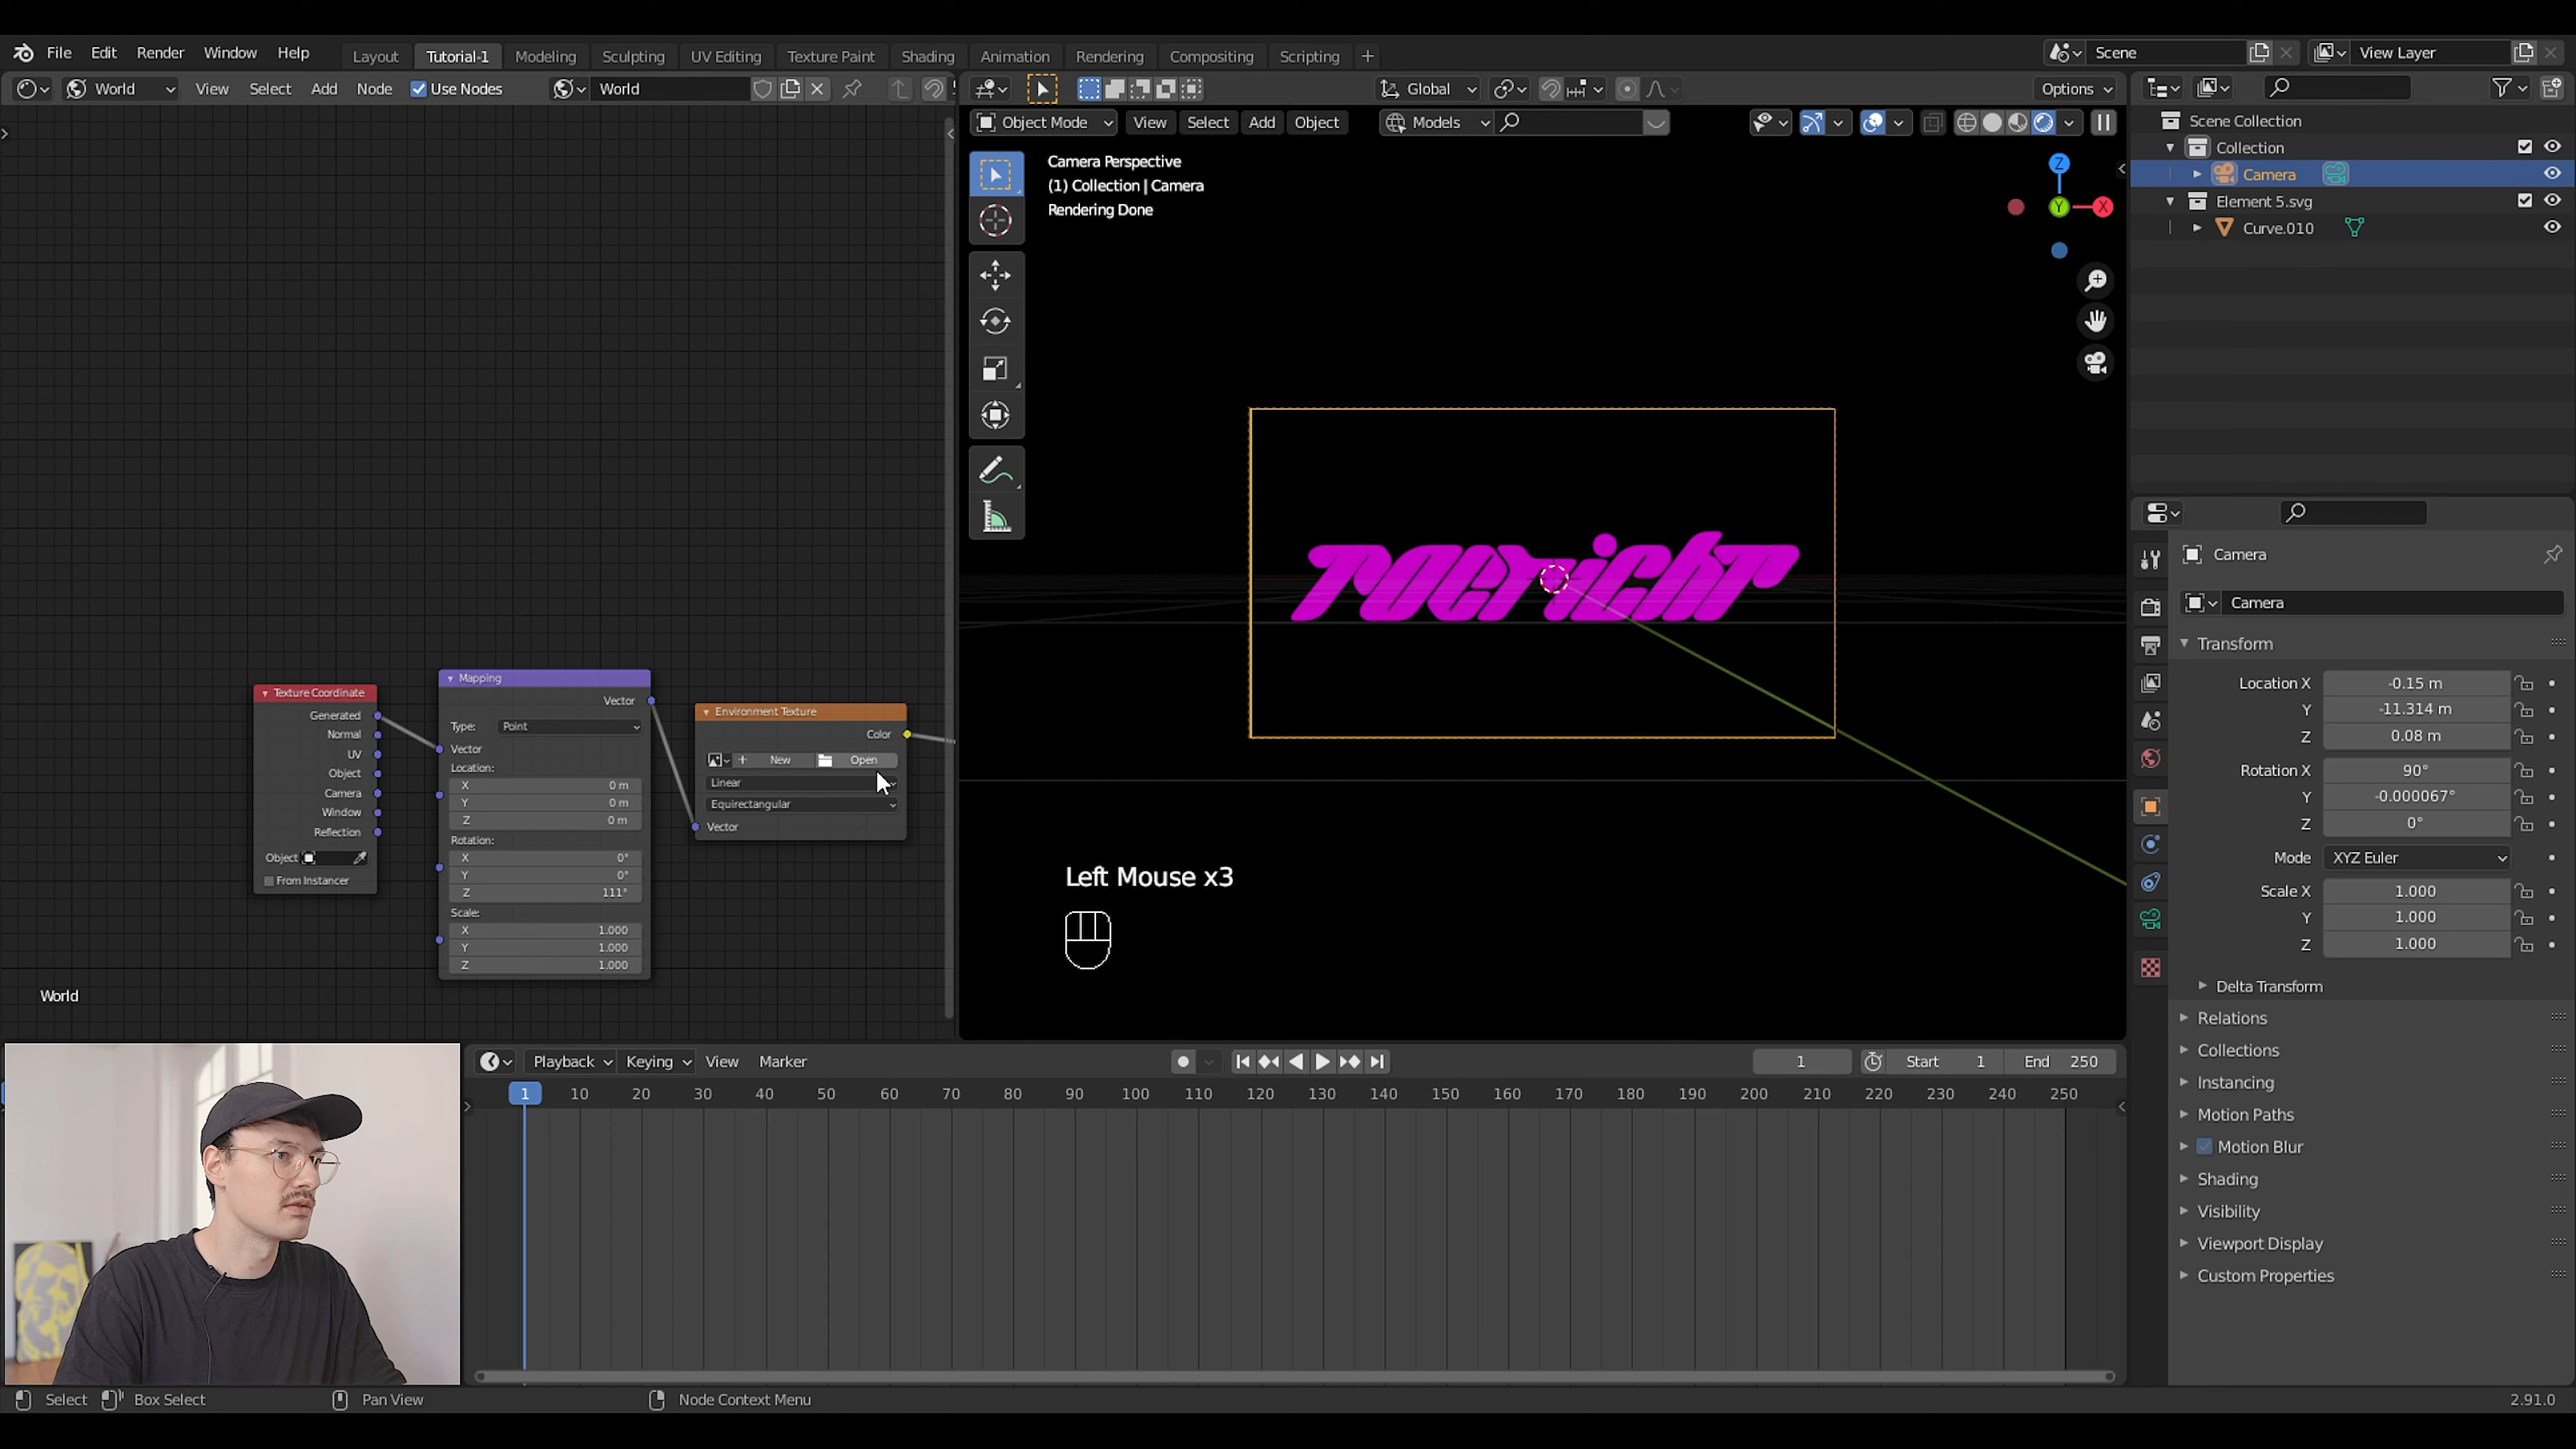 File Edit Render Window Help Layout Tutorial-1 Modeling Sculpting UV Editing Texture Paint Shading Animation Rendering Compositing Scripting + Scene View Layer
World View Select Add Node Use Nodes World Global Options
Object Mode View Select Add Object Models
Scene Collection
Collection
Camera
Element 5.svg
Curve.010
Camera Perspective
(1) Collection | Camera
Rendering Done
Z
Y
X
Texture Coordinate
Generated
Normal
UV
Object
Camera
Window
Reflection
Object
From Instancer
Mapping
Vector
Type: Point
Vector
Location:
X 0 m
Y 0 m
Z 0 m
Rotation:
X 0°
Y 0°
Z 111°
Scale:
X 1.000
Y 1.000
Z 1.000
Environment Texture
Color
New Open
Linear
Equirectangular
Vector
World
Left Mouse x3
Camera
Camera
Transform
Location X -0.15 m
Y -11.314 m
Z 0.08 m
Rotation X 90°
Y -0.000067°
Z 0°
Mode XYZ Euler
Scale X 1.000
Y 1.000
Z 1.000
Delta Transform
Relations
Collections
Instancing
Motion Paths
Motion Blur
Shading
Visibility
Viewport Display
Custom Properties
Playback Keying View Marker 1 Start 1 End 250
1 10 20 30 40 50 60 70 80 90 100 110 120 130 140 150 160 170 180 190 200 210 220 230 240 250
Select Box Select Pan View Node Context Menu 2.91.0